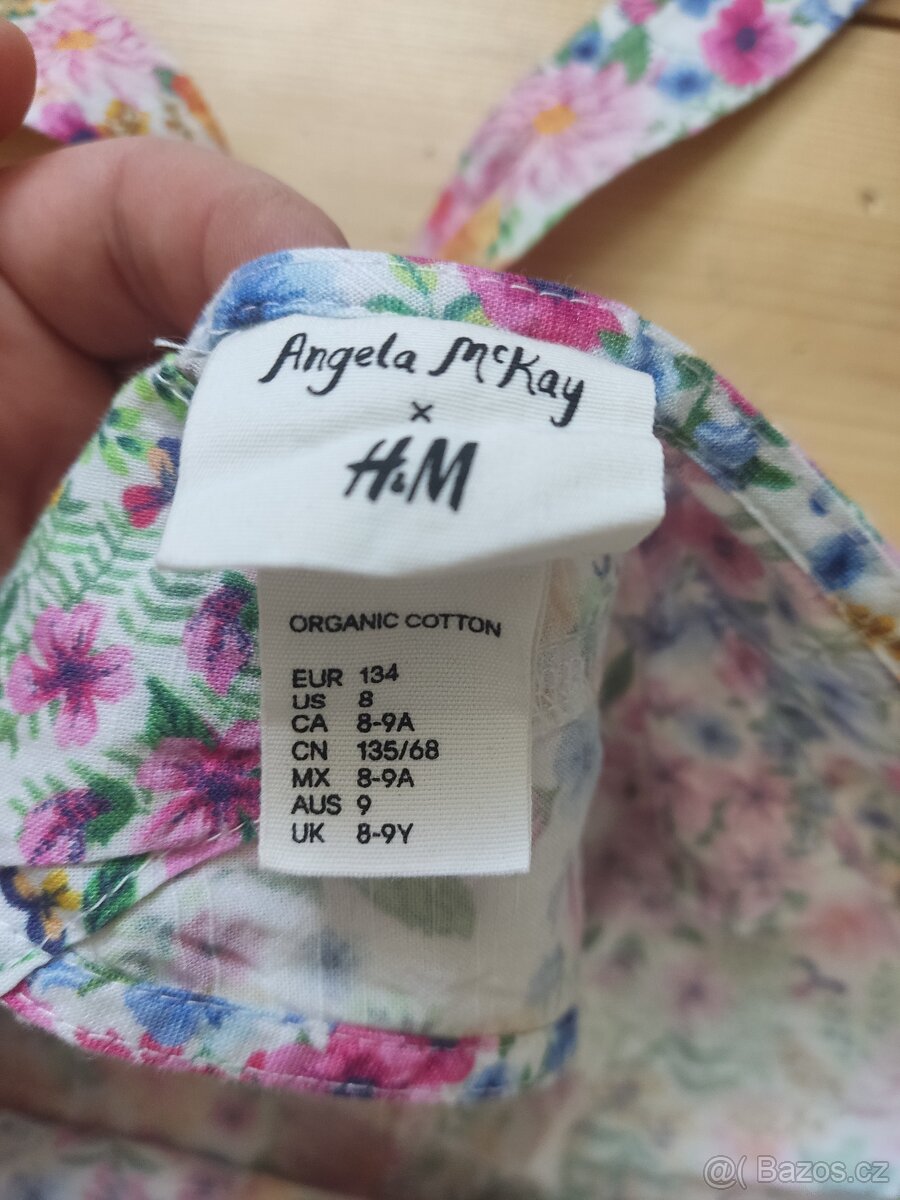 Angela McKay
×
H&M
ORGANIC COTTON
EUR 134
US 8
CA 8-9A
CN 135/68
MX 8-9A
AUS 9
UK 8-9Y
@( Bazos.cz